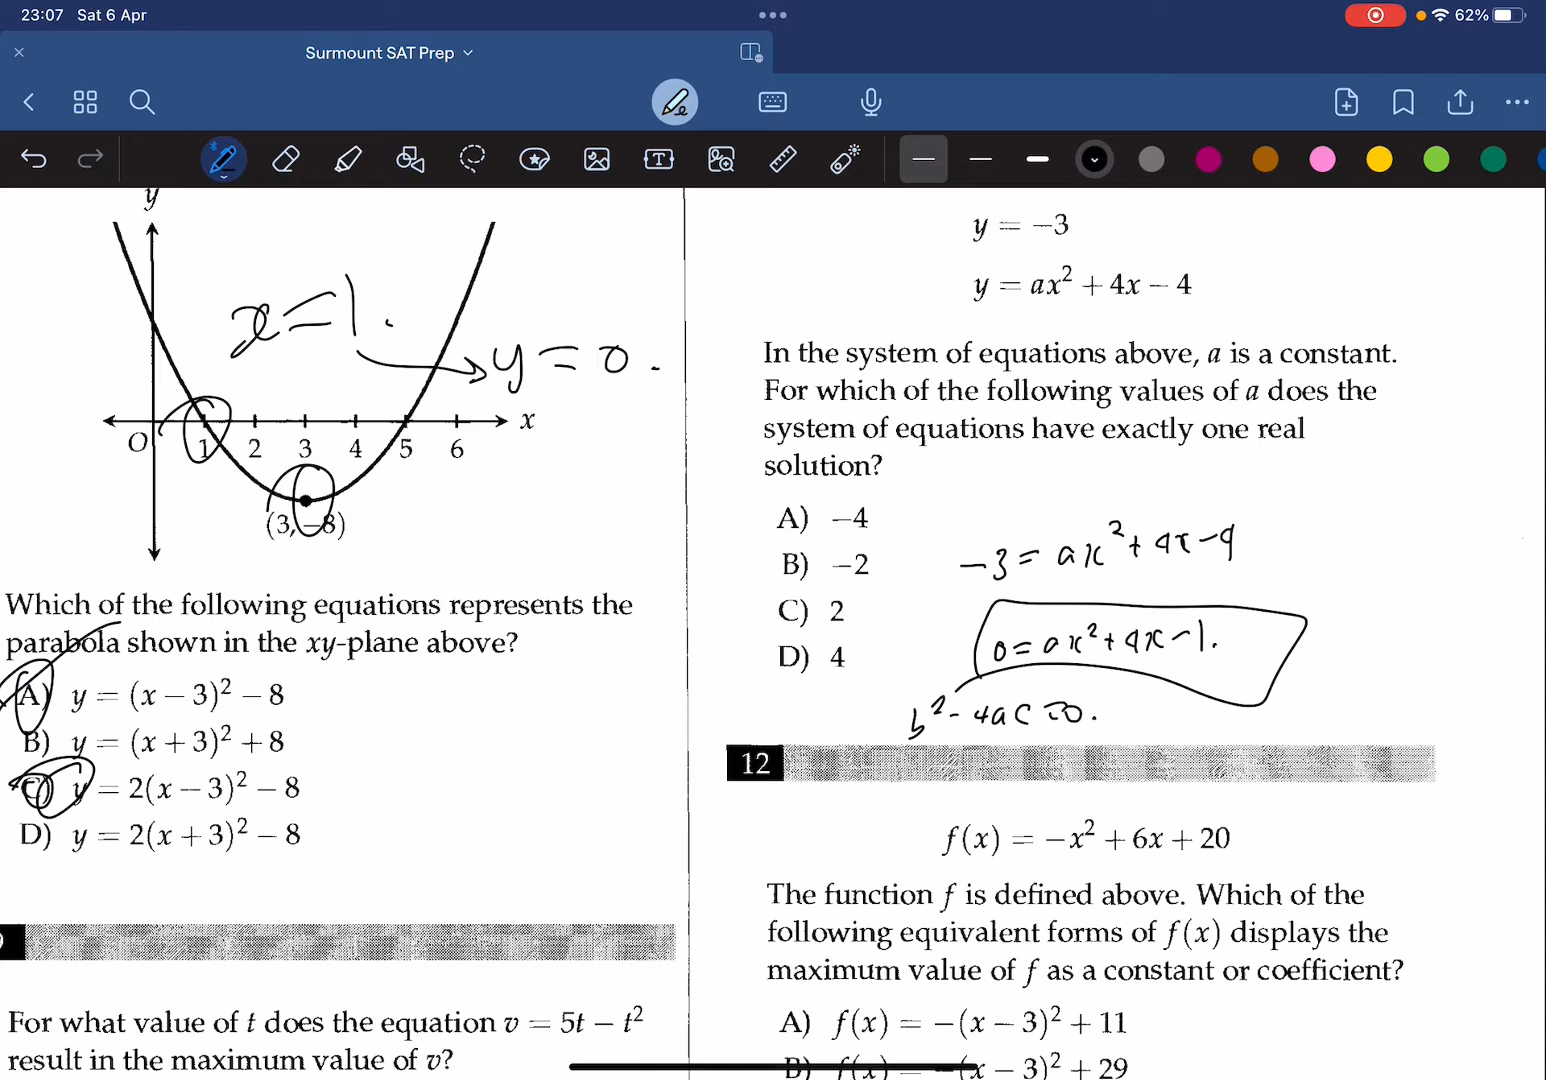 23:07 Sat 6 Apr
62%
Surmount SAT Prep
y
x = 1.
y = 0.
x
O 1 2 3 4 5 6
(3, −8)
Which of the following equations represents the
parabola shown in the xy-plane above?
A) y = (x − 3)² − 8
B) y = (x + 3)² + 8
C) y = 2(x − 3)² − 8
D) y = 2(x + 3)² − 8
For what value of t does the equation v = 5t − t²
result in the maximum value of v?
y = −3
y = ax² + 4x − 4
In the system of equations above, a is a constant.
For which of the following values of a does the
system of equations have exactly one real
solution?
A) −4
B) −2
C) 2
D) 4
−3 = ax² + 4x − 4
0 = ax² + 4x − 1.
b² − 4ac = 0.
12
f(x) = −x² + 6x + 20
The function f is defined above. Which of the
following equivalent forms of f(x) displays the
maximum value of f as a constant or coefficient?
A) f(x) = −(x − 3)² + 11
B) f(x) = −(x − 3)² + 29